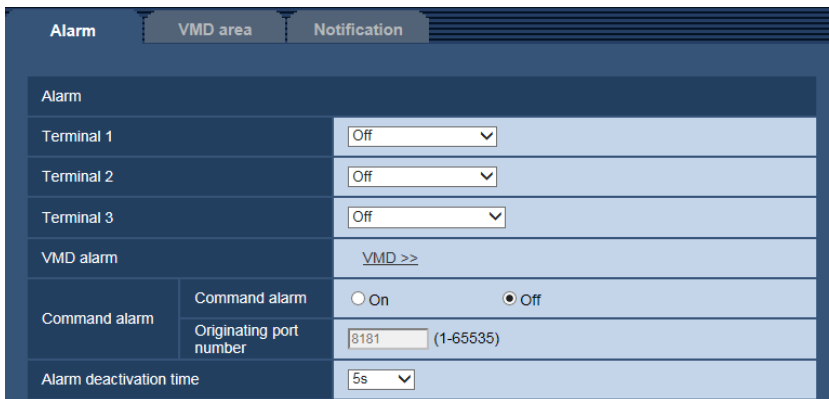 Alarm VMD area Notification
Alarm
Terminal 1 Off
Terminal 2 Off
Terminal 3 Off
VMD alarm VMD >>
Command alarm Command alarm On Off
Originating port number 8181 (1-65535)
Alarm deactivation time 5s